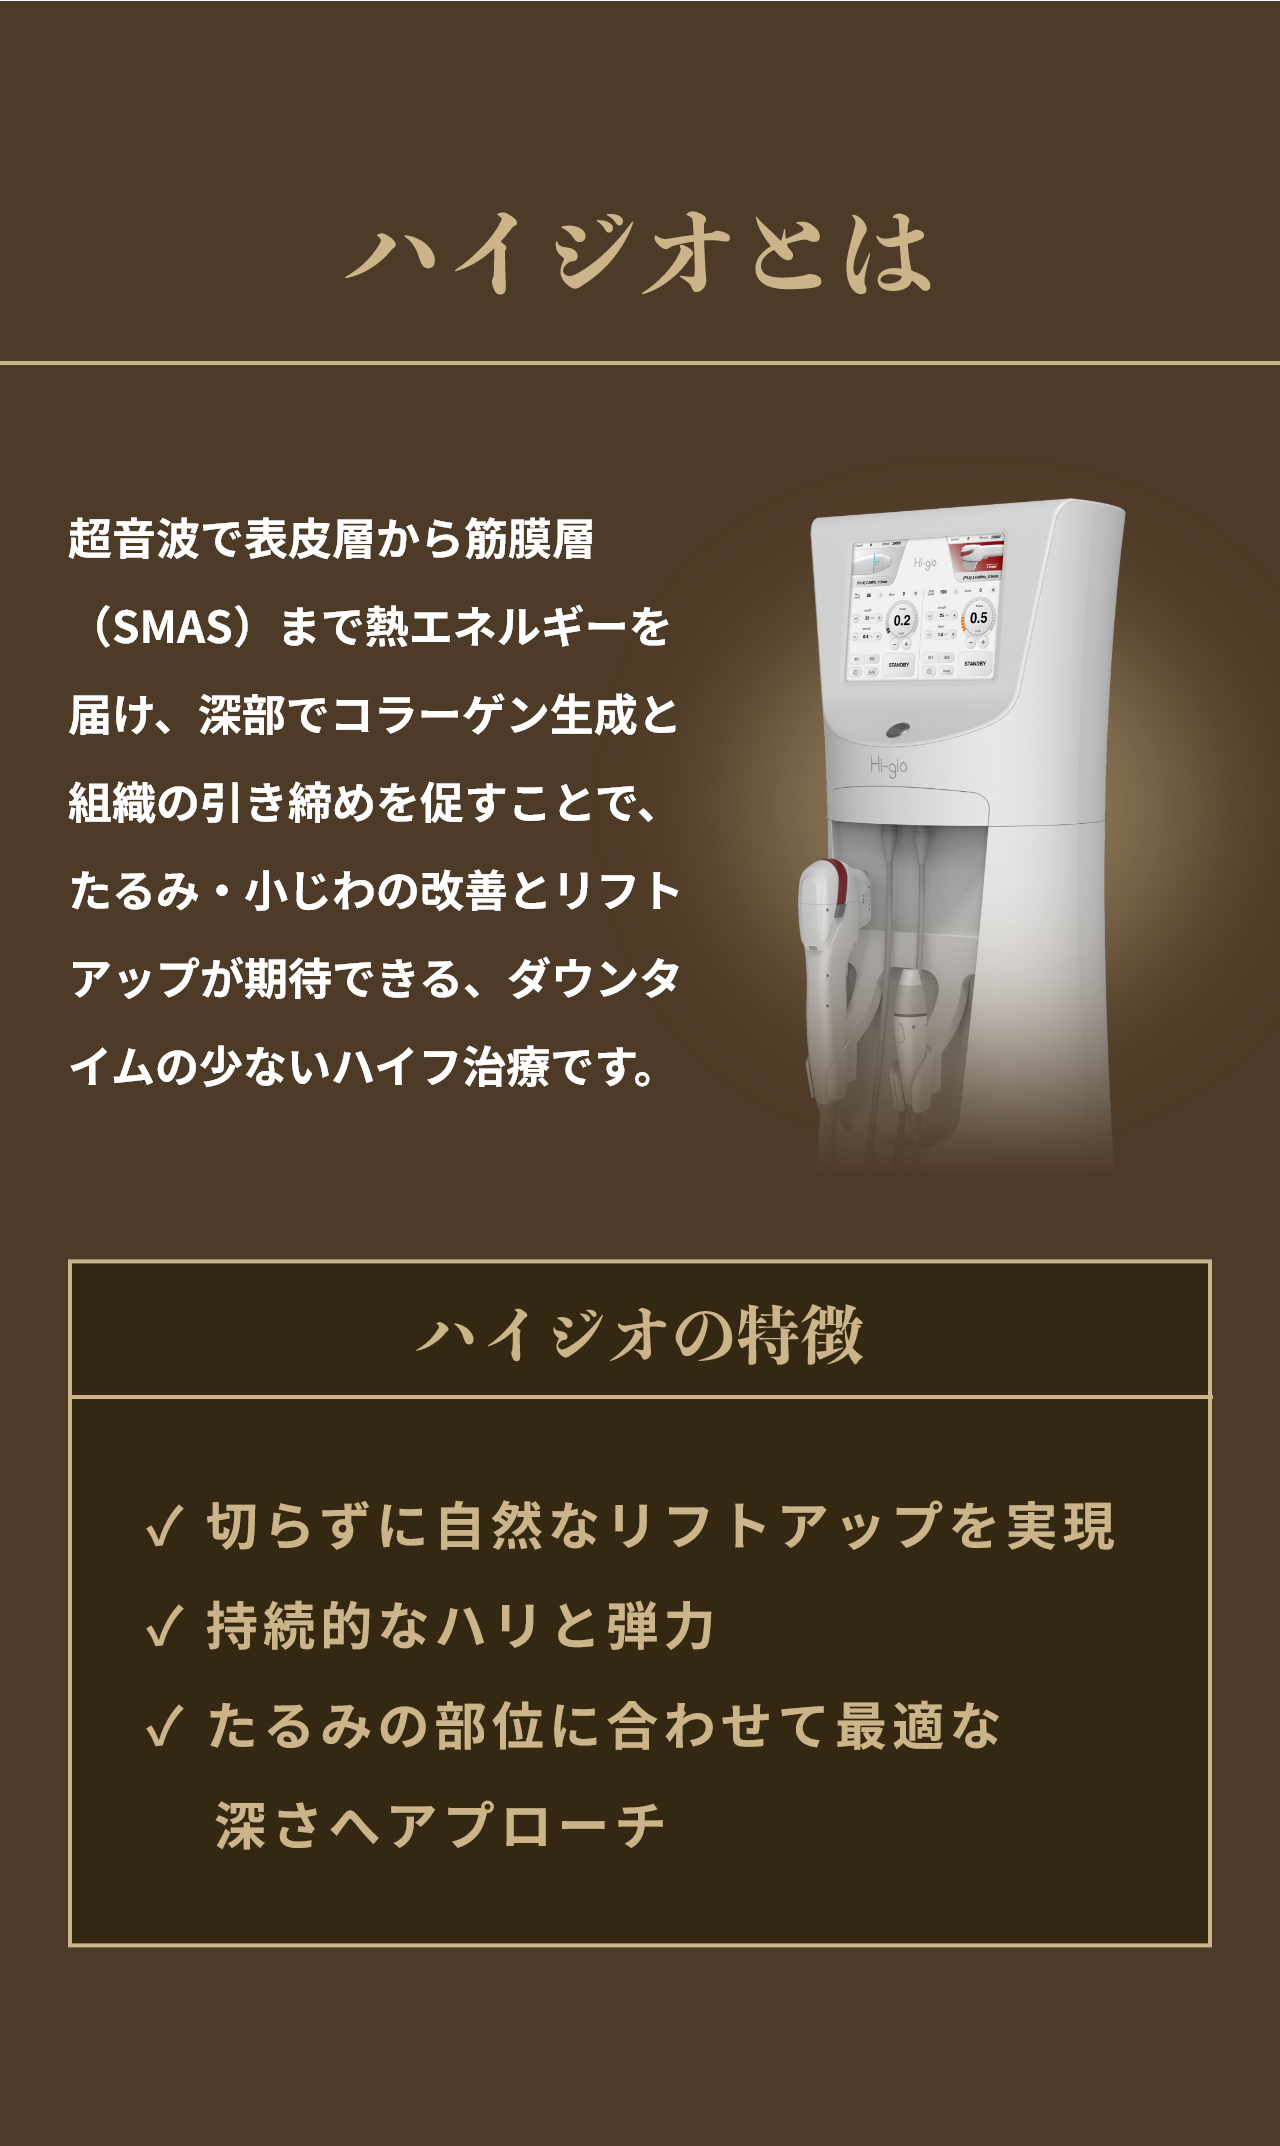 ハイジオとは
超音波で表皮層から筋膜層
（SMAS）まで熱エネルギーを
届け、深部でコラーゲン生成と
組織の引き締めを促すことで、
たるみ・小じわの改善とリフト
アップが期待できる、ダウンタ
イムの少ないハイフ治療です。
Hi-gio
0.2
0.5
STANDBY
STANDBY
Hi-gio
ハイジオの特徴
✓ 切らずに自然なリフトアップを実現
✓ 持続的なハリと弾力
✓ たるみの部位に合わせて最適な
深さへアプローチ